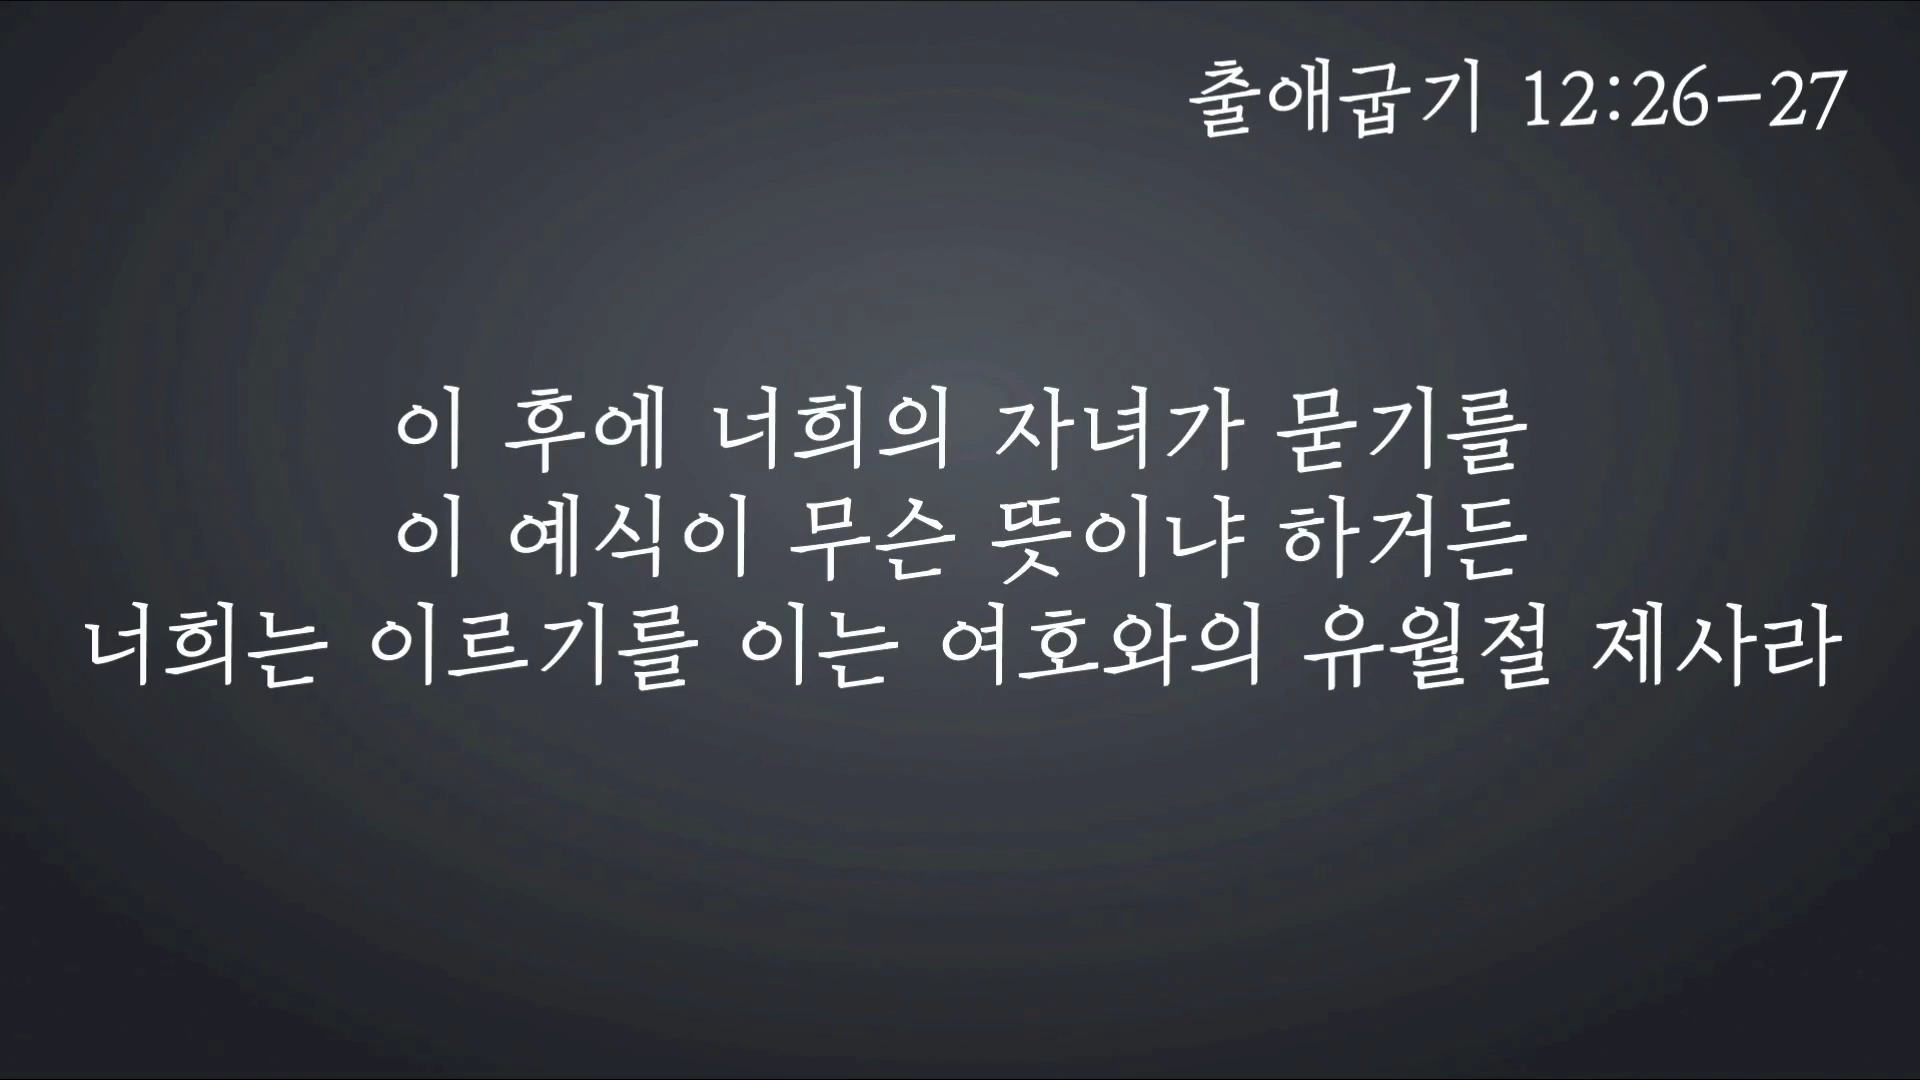 출애굽기 12:26-27
이 후에 너희의 자녀가 묻기를
이 예식이 무슨 뜻이냐 하거든
너희는 이르기를 이는 여호와의 유월절 제사라